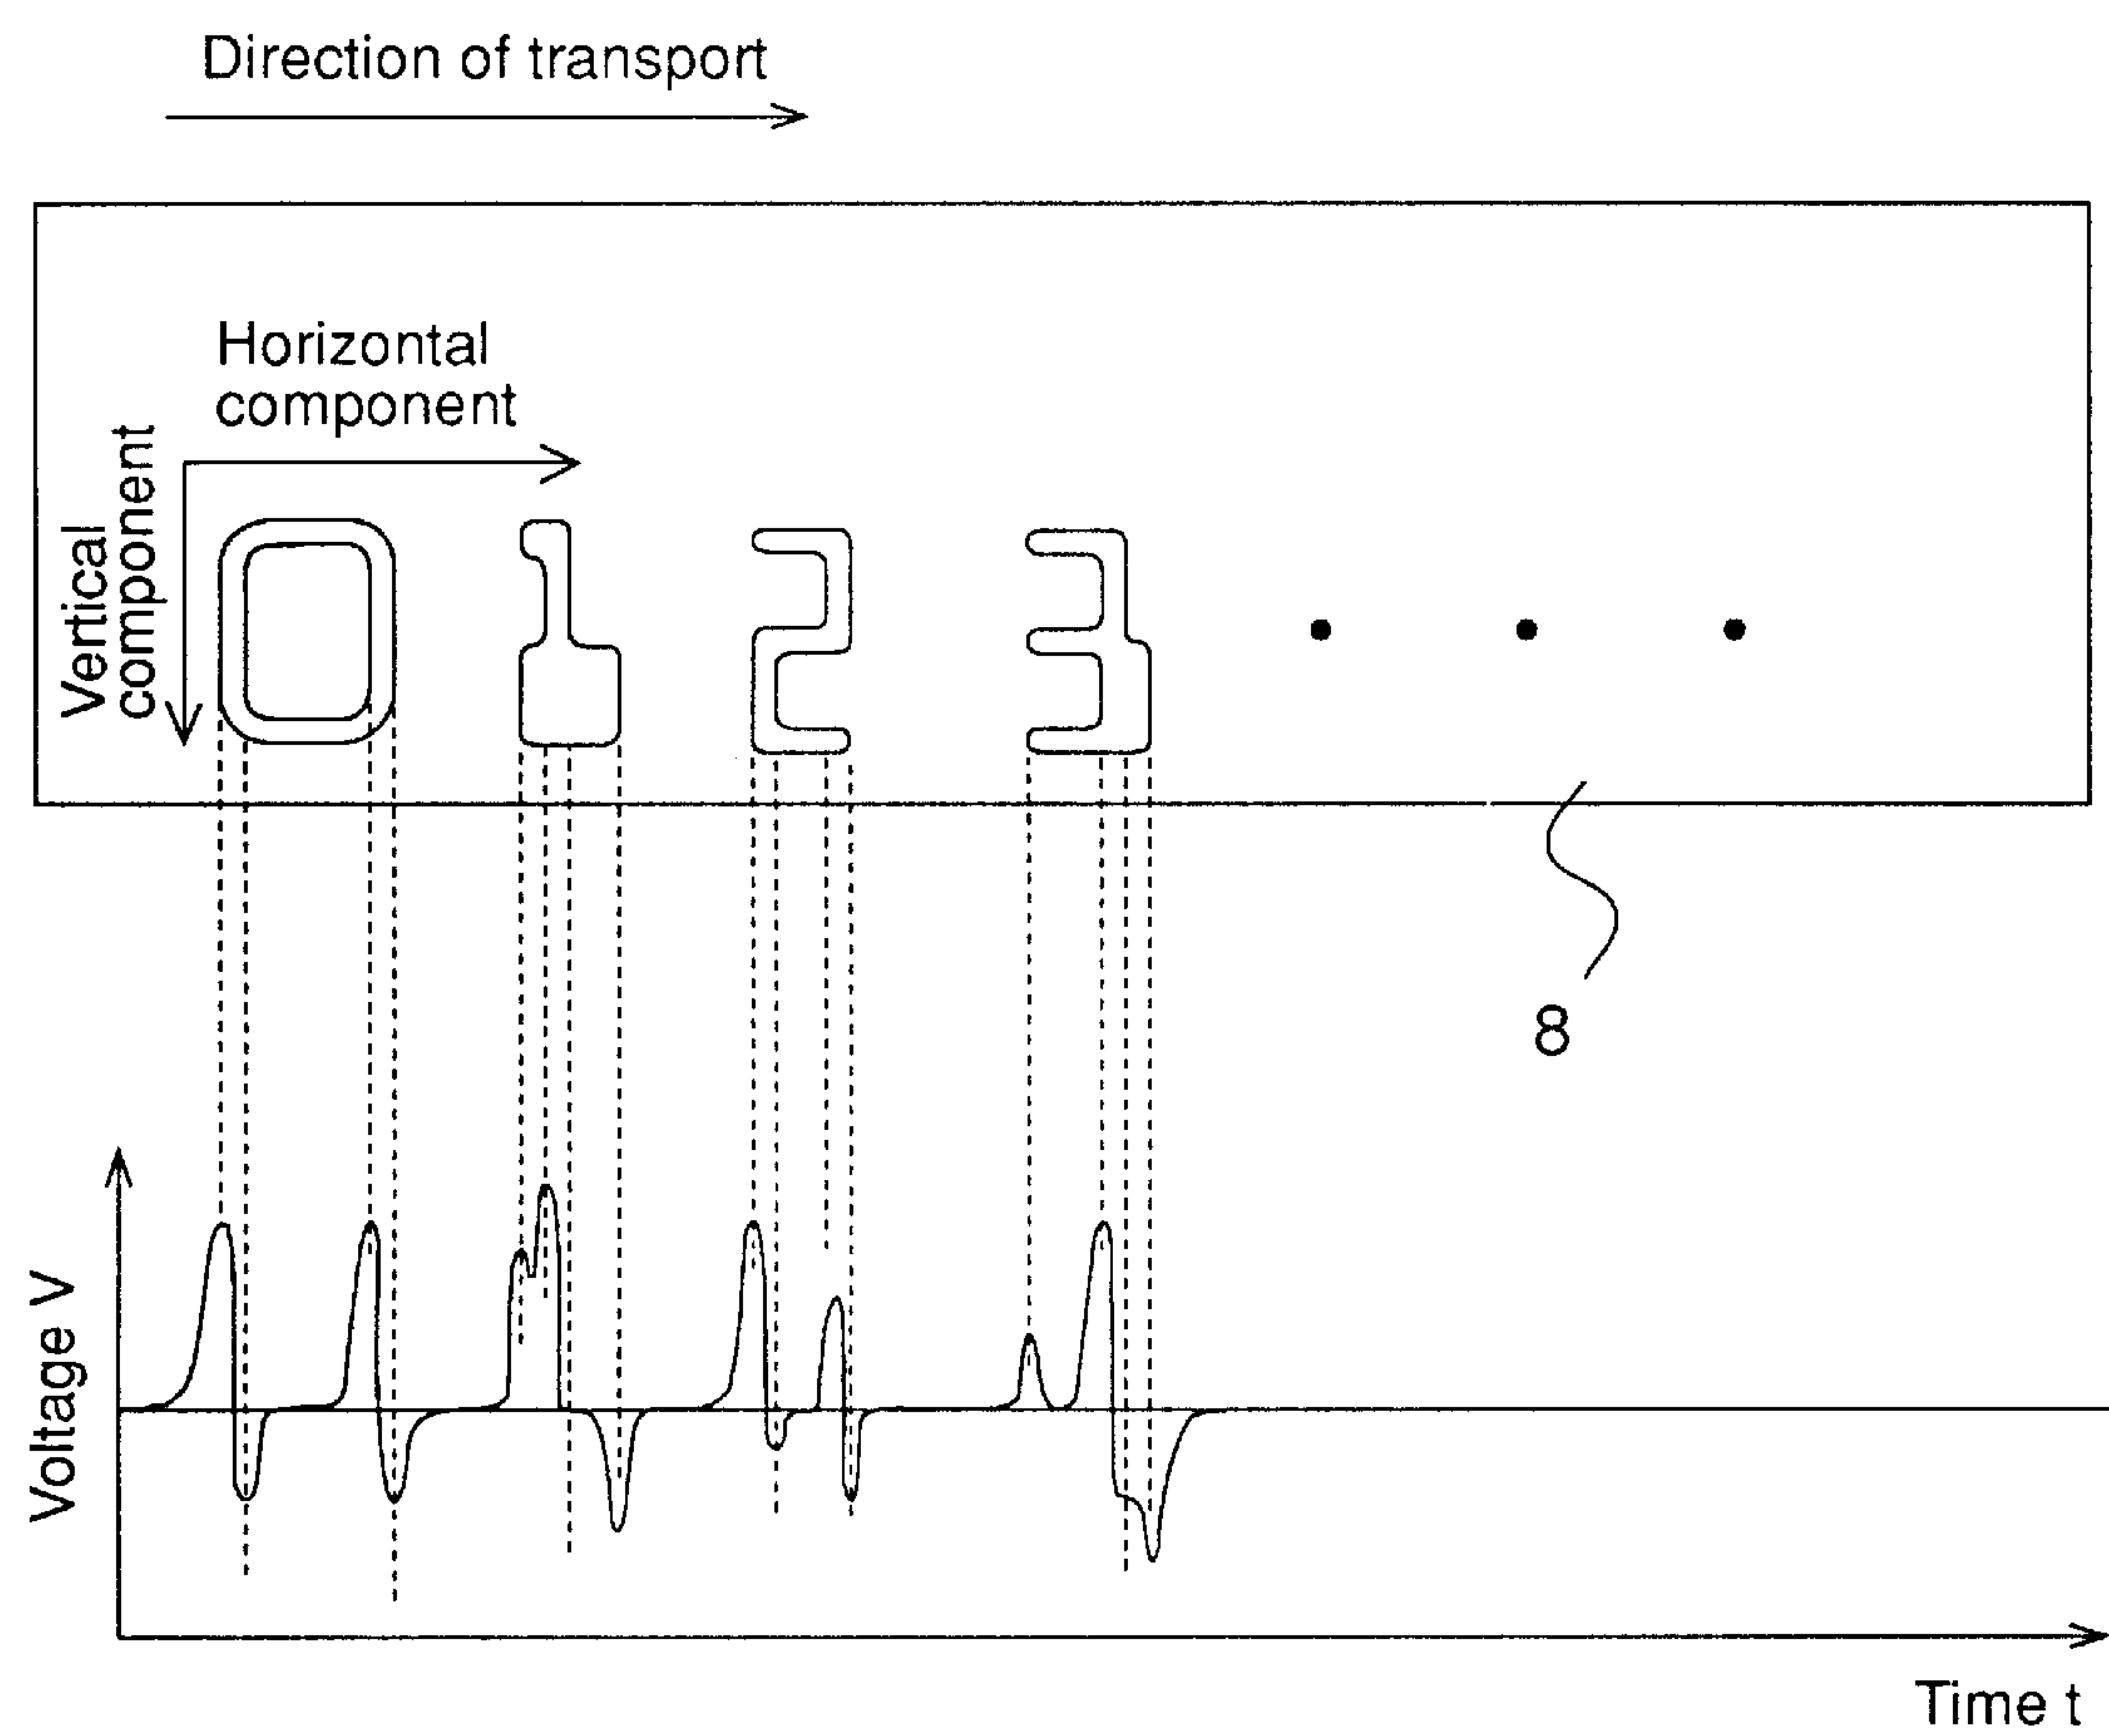 Direction of transport
Horizontal
component
Vertical
component
0 1 2 3
8
Voltage V
Time t